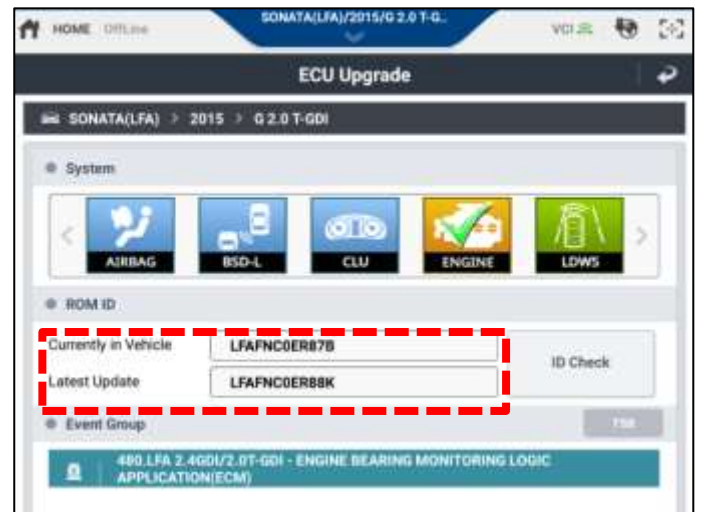 HOME OffLine
SONATA(LFA)/2015/G 2.0 T-G..
VCI
ECU Upgrade
SONATA(LFA) > 2015 > G 2.0 T-GDI
System
AIRBAG BSD-L CLU ENGINE LDWS
ROM ID
Currently in Vehicle LFAFNC0ER87B
ID Check
Latest Update LFAFNC0ER88K
Event Group
480.LFA 2.4GDI/2.0T-GDI - ENGINE BEARING MONITORING LOGIC
APPLICATION(ECM)